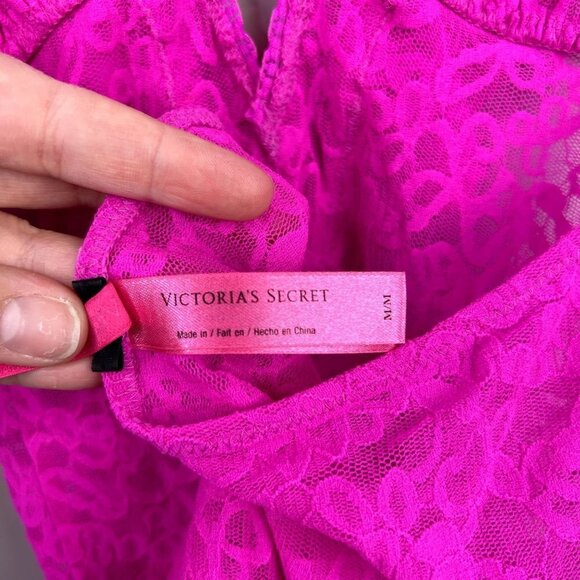 VICTORIA'S SECRET
Made in / Fait en / Hecho en China
M/M